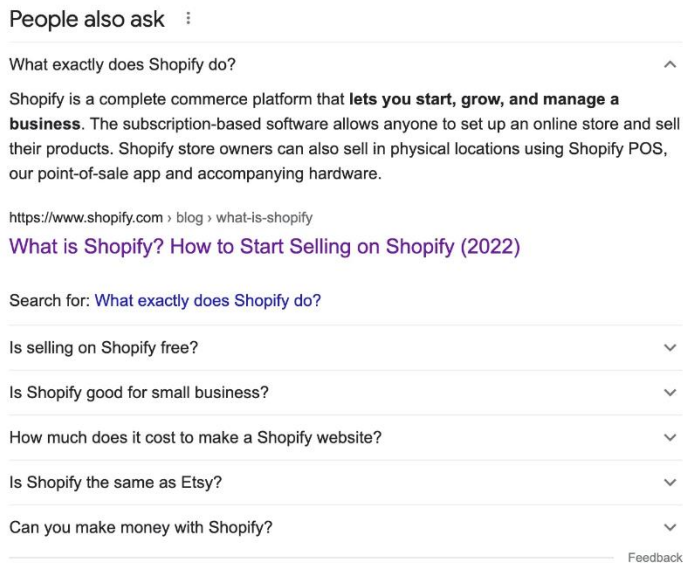 People also ask
What exactly does Shopify do?
Shopify is a complete commerce platform that lets you start, grow, and manage a
business. The subscription-based software allows anyone to set up an online store and sell
their products. Shopify store owners can also sell in physical locations using Shopify POS,
our point-of-sale app and accompanying hardware.
https://www.shopify.com › blog › what-is-shopify
What is Shopify? How to Start Selling on Shopify (2022)
Search for: What exactly does Shopify do?
Is selling on Shopify free?
Is Shopify good for small business?
How much does it cost to make a Shopify website?
Is Shopify the same as Etsy?
Can you make money with Shopify?
Feedback